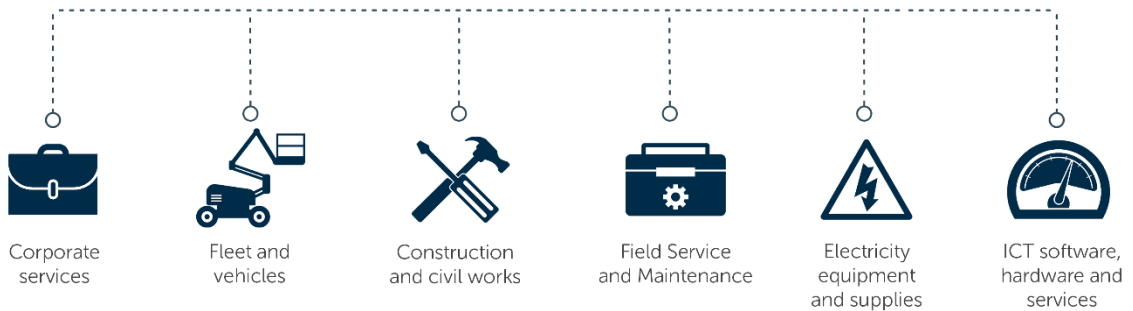 Corporate
services
Fleet and
vehicles
Construction
and civil works
Field Service
and Maintenance
Electricity
equipment
and supplies
ICT software,
hardware and
services